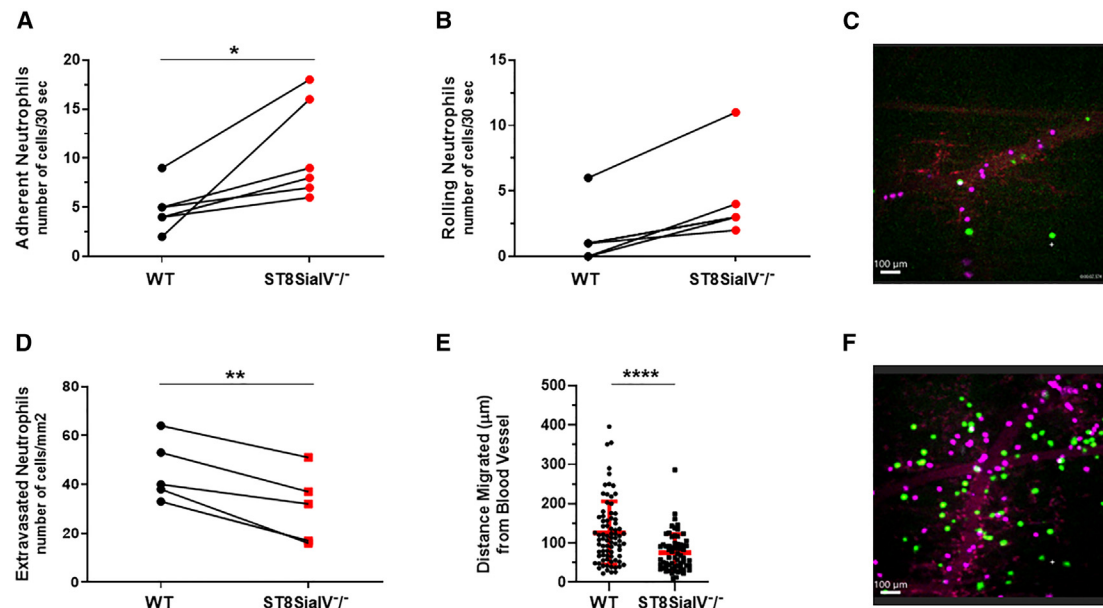 A
B
C
*
Adherent Neutrophils
number of cells/30 sec
20
15
10
5
0
WT
ST8SiaIV⁻/⁻
Rolling Neutrophils
number of cells/30 sec
15
10
5
0
WT
ST8SiaIV⁻/⁻
100 µm
D
E
F
**
Extravasated Neutrophils
number of cells/mm2
80
60
40
20
0
WT
ST8SiaIV⁻/⁻
****
Distance Migrated (µm)
from Blood Vessel
500
400
300
200
100
0
WT
ST8SiaIV⁻/⁻
100 µm